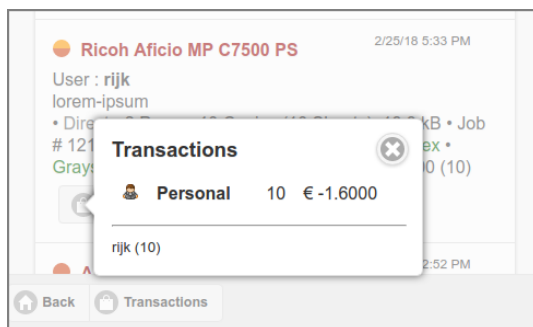 Ricoh Aficio MP C7500 PS
2/25/18 5:33 PM
User : rijk
lorem-ipsum
kB • Job
# 121
ex •
Grays
0 (10)
Transactions
Personal 10 € -1.6000
rijk (10)
2:52 PM
Back Transactions